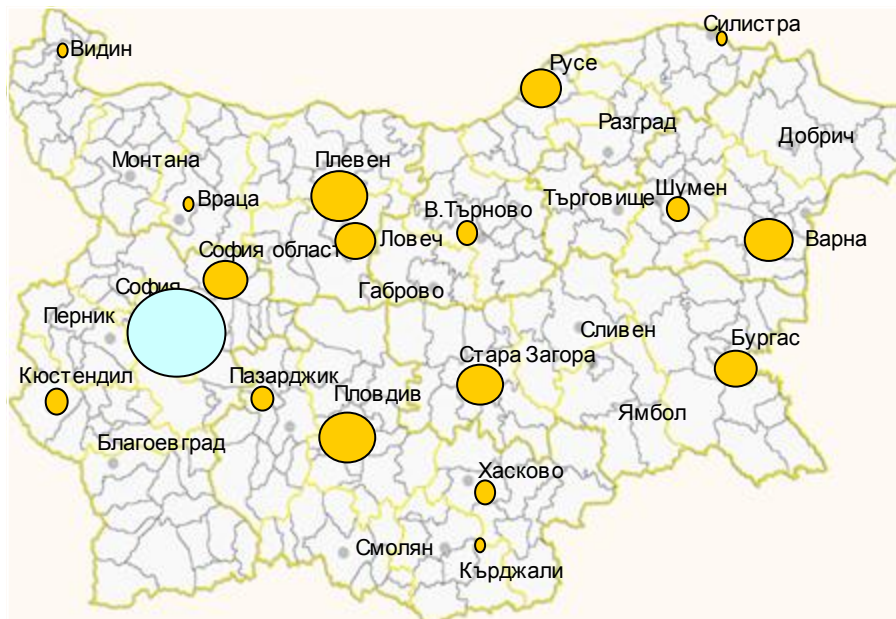 Силистра
Видин
Русе
Разград
Добрич
Монтана
Плевен
Враца
В.Търново
Търговище
Шумен
София област
Ловеч
Варна
Габрово
София
Перник
Сливен
Бургас
Стара Загора
Кюстендил
Пазарджик
Пловдив
Ямбол
Благоевград
Хасково
Смолян
Кърджали